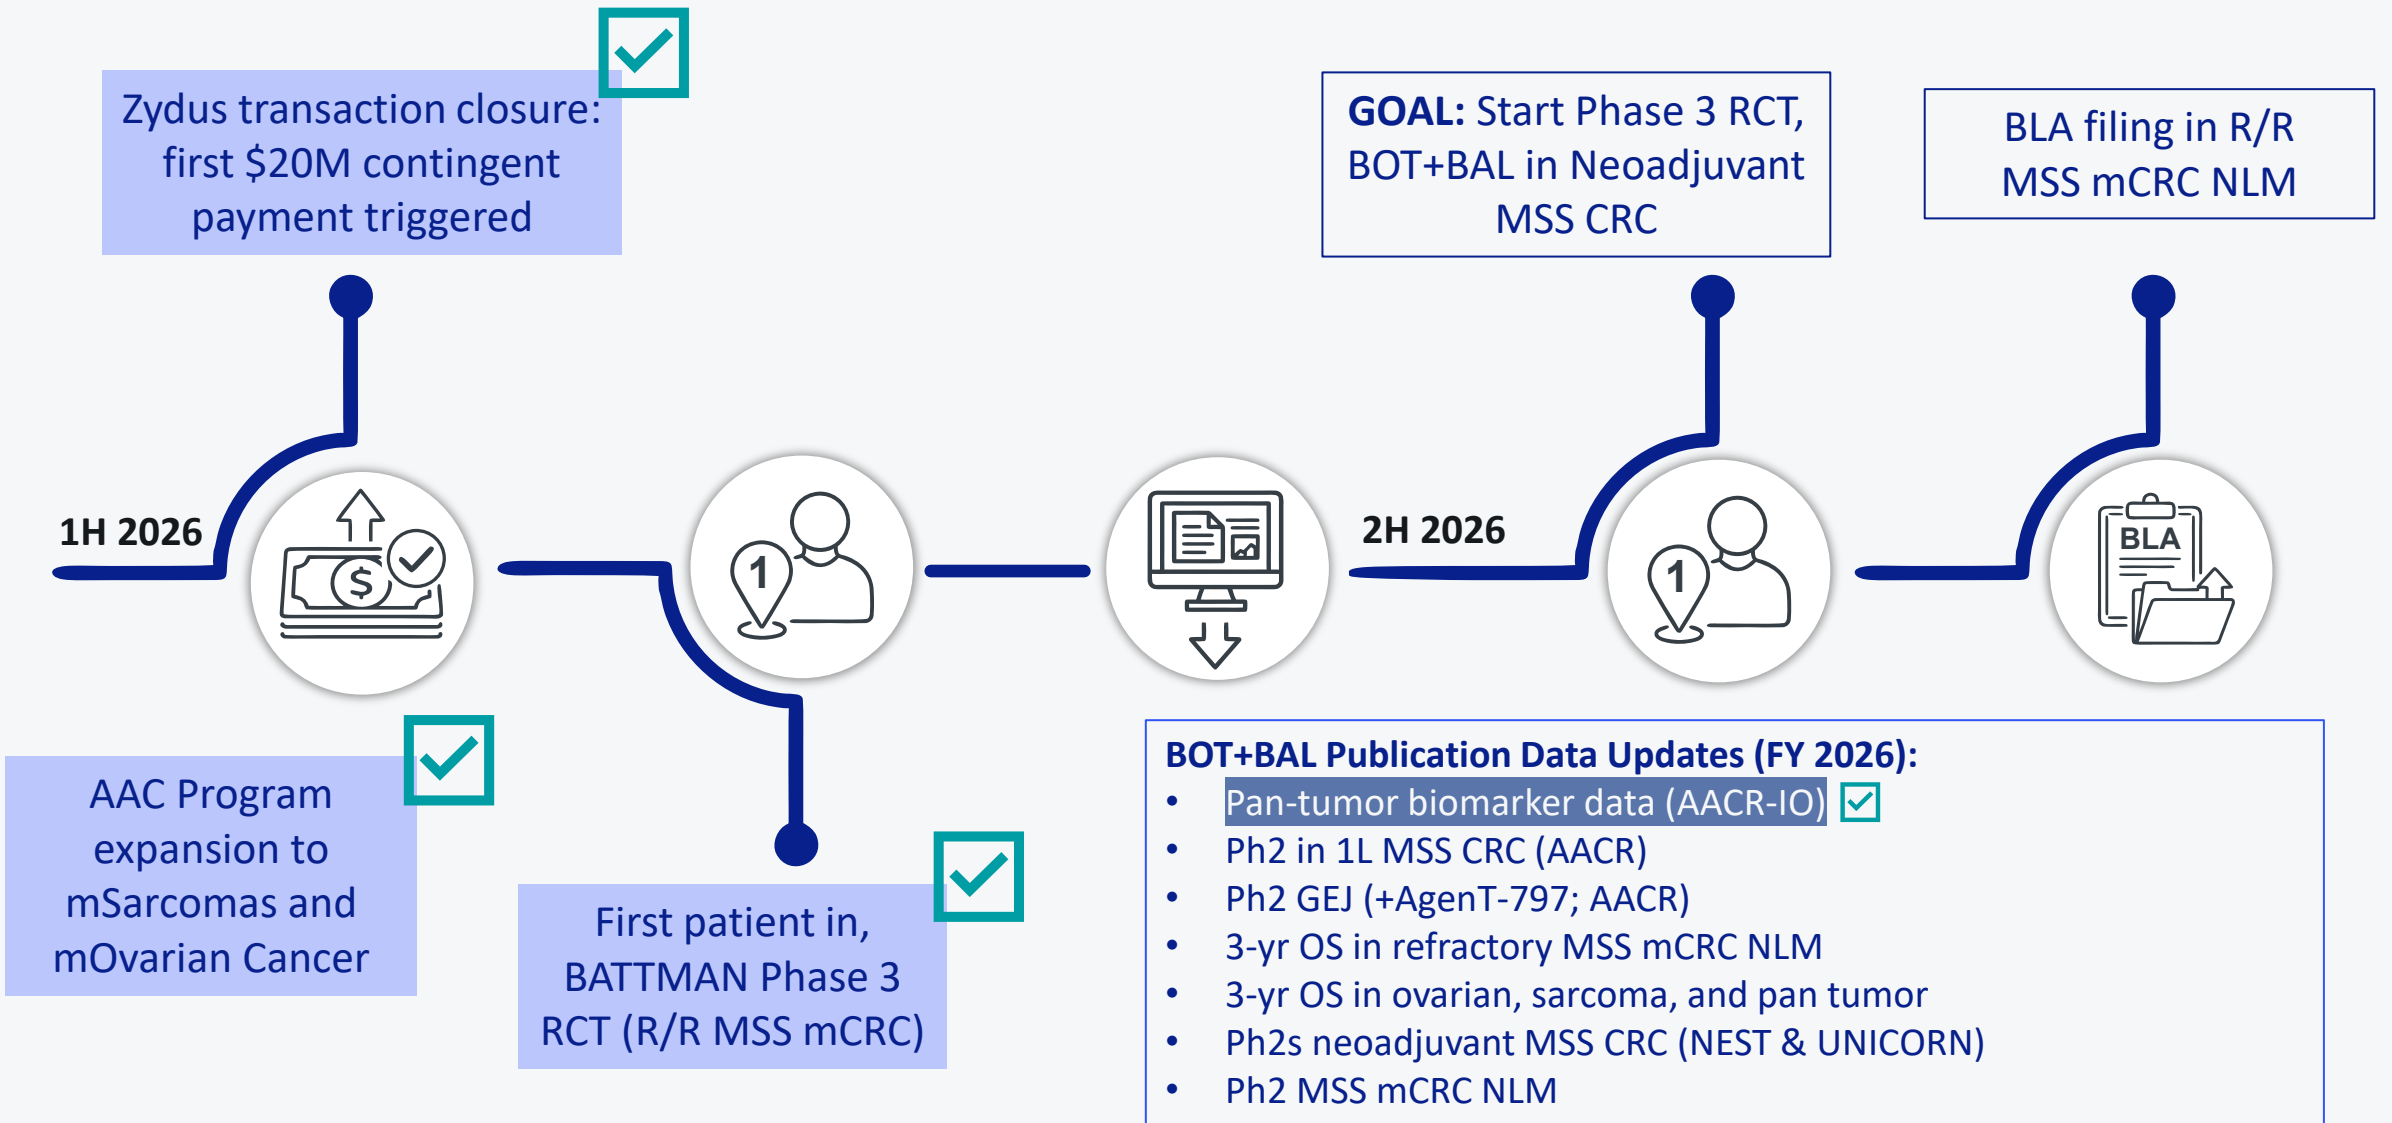 Zydus transaction closure:
first $20M contingent
payment triggered
GOAL: Start Phase 3 RCT,
BOT+BAL in Neoadjuvant
MSS CRC
BLA filing in R/R
MSS mCRC NLM
1H 2026
$
1
2H 2026
1
BLA
AAC Program
expansion to
mSarcomas and
mOvarian Cancer
First patient in,
BATTMAN Phase 3
RCT (R/R MSS mCRC)
BOT+BAL Publication Data Updates (FY 2026):
• Pan-tumor biomarker data (AACR-IO)
• Ph2 in 1L MSS CRC (AACR)
• Ph2 GEJ (+AgenT-797; AACR)
• 3-yr OS in refractory MSS mCRC NLM
• 3-yr OS in ovarian, sarcoma, and pan tumor
• Ph2s neoadjuvant MSS CRC (NEST & UNICORN)
• Ph2 MSS mCRC NLM